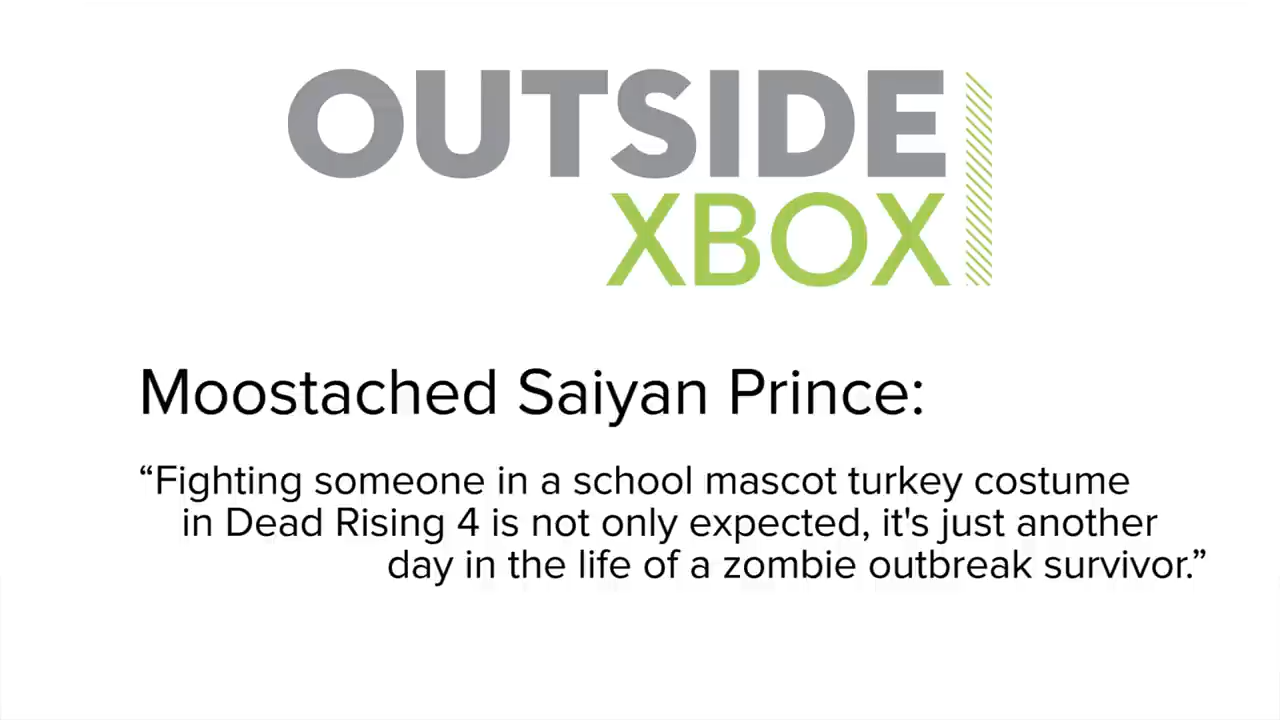 OUTSIDE
XBOX
Moostached Saiyan Prince:
“Fighting someone in a school mascot turkey costume
in Dead Rising 4 is not only expected, it's just another
day in the life of a zombie outbreak survivor.”